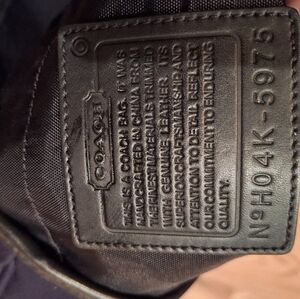 COACH
THIS IS A COACH BAG. IT WAS
HANDCRAFTED IN CHINA FROM
THE FINEST MATERIALS TRIMMED
WITH GENUINE LEATHER. ITS
SUPERIOR CRAFTSMANSHIP AND
ATTENTION TO DETAIL REFLECT
OUR COMMITMENT TO ENDURING
QUALITY.
Nº H04K-5975